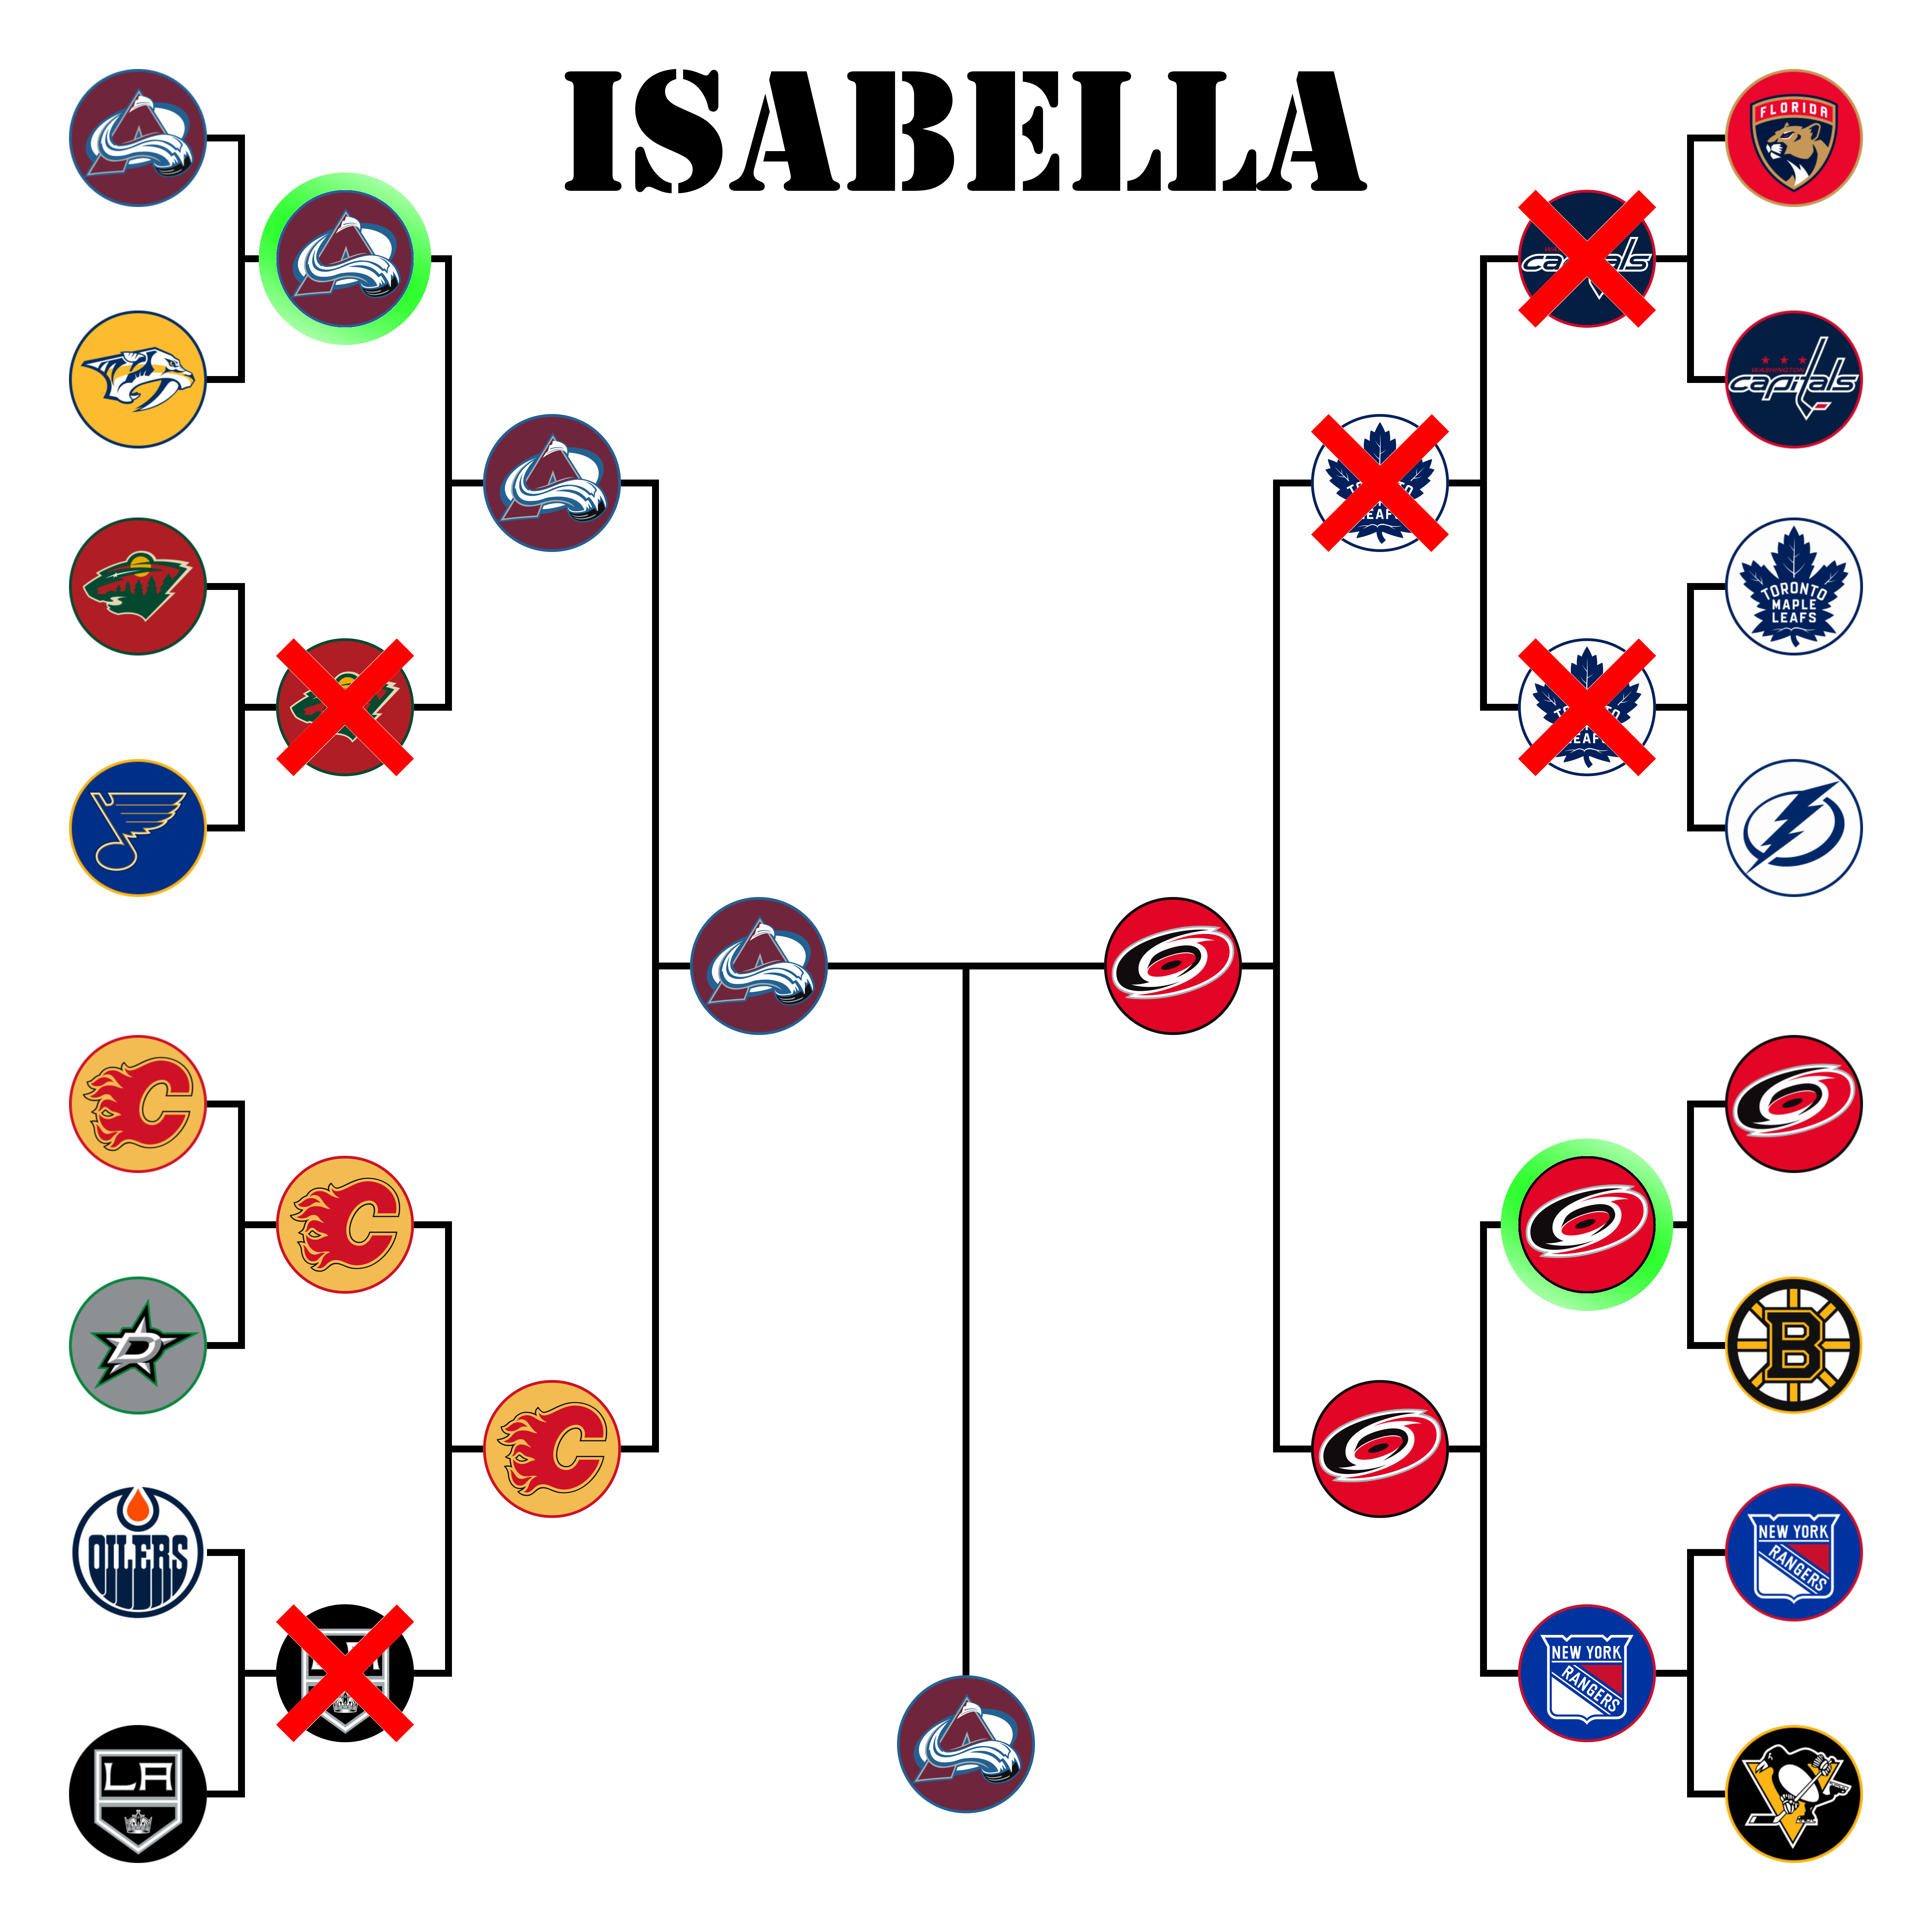 ISABELLA
FLORIDA
WASHINGTON
capitals
TORONTO
MAPLE
LEAFS
OILERS
LA
C
C
C
D
B
NEW YORK
RANGERS
NEW YORK
RANGERS